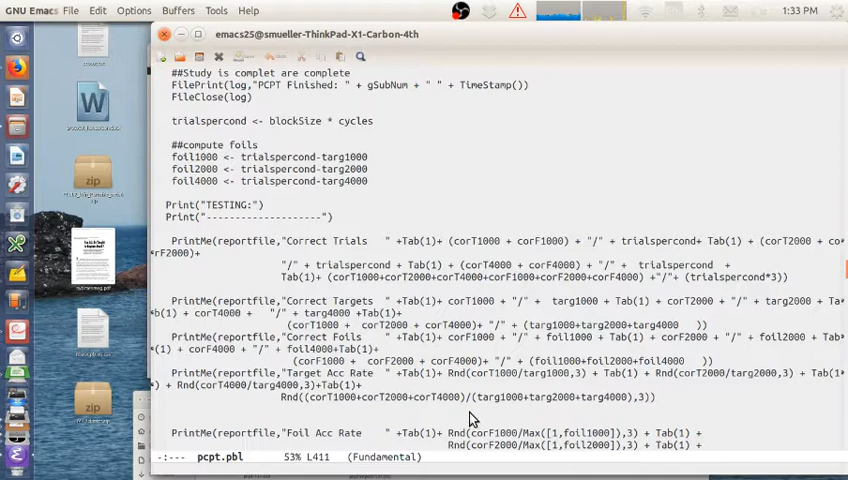 GNU Emacs File Edit Options Buffers Tools Help 1:33 PM
emacs25@smueller-ThinkPad-X1-Carbon-4th
Save Undo
##Study is complet are complete
FilePrint(log,"PCPT Finished: " + gSubNum + " " + TimeStamp())
FileClose(log)
trialspercond <- blockSize * cycles
##compute foils
foil1000 <- trialspercond-targ1000
foil2000 <- trialspercond-targ2000
foil4000 <- trialspercond-targ4000
Print("TESTING:")
Print("---------------------")
PrintMe(reportfile,"Correct Trials   " +Tab(1)+ (corT1000 + corF1000) + "/" + trialspercond+ Tab(1) + (corT2000 + co
rF2000)+
"/" + trialspercond + Tab(1) + (corT4000 + corF4000) + "/" +  trialspercond  +
Tab(1)+ (corT1000+corT2000+corT4000+corF1000+corF2000+corF4000) +"/"+ (trialspercond*3))
PrintMe(reportfile,"Correct Targets  " +Tab(1)+ corT1000 + "/" +  targ1000 + Tab(1) + corT2000 + "/" + targ2000 + Ta
b(1) + corT4000 +   "/" + targ4000 +Tab(1)+
(corT1000 +  corT2000 + corT4000)+ "/" + (targ1000+targ2000+targ4000   ))
PrintMe(reportfile,"Correct Foils    " +Tab(1)+ corF1000 + "/" + foil1000 + Tab(1) + corF2000 + "/" + foil2000 + Tab
(1) + corF4000 + "/" + foil4000+Tab(1)+
(corF1000 +  corF2000 + corF4000)+ "/" + (foil1000+foil2000+foil4000   ))
PrintMe(reportfile,"Target Acc Rate  " +Tab(1)+ Rnd(corT1000/targ1000,3) + Tab(1) + Rnd(corT2000/targ2000,3) + Tab(1
) + Rnd(corT4000/targ4000,3)+Tab(1)+
Rnd((corT1000+corT2000+corT4000)/(targ1000+targ2000+targ4000),3))
PrintMe(reportfile,"Foil Acc Rate    " +Tab(1)+ Rnd(corF1000/Max([1,foil1000]),3) + Tab(1) +
Rnd(corF2000/Max([1,foil2000]),3) + Tab(1) +
-:---  pcpt.pbl      53% L411   (Fundamental)
zip
zip